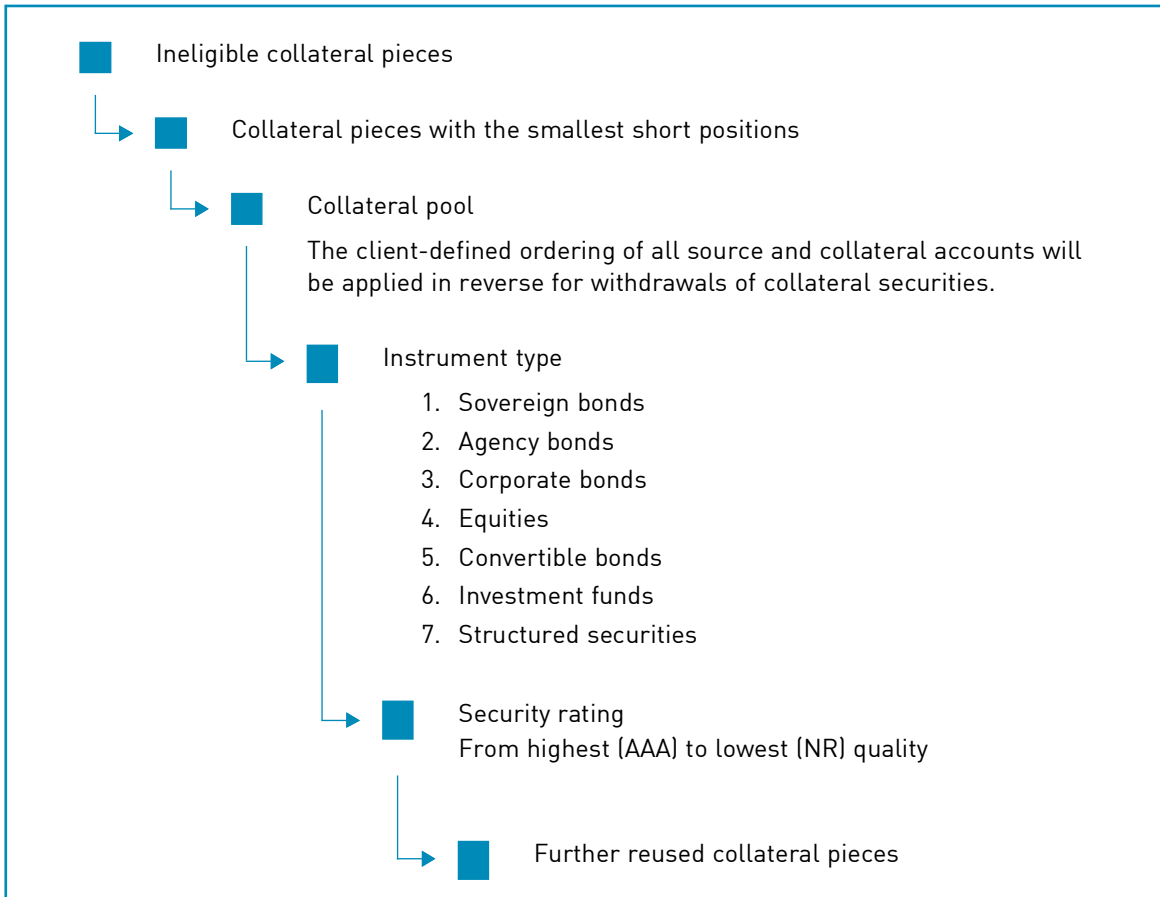 Ineligible collateral pieces
Collateral pieces with the smallest short positions
Collateral pool
The client-defined ordering of all source and collateral accounts will
be applied in reverse for withdrawals of collateral securities.
Instrument type
1. Sovereign bonds
2. Agency bonds
3. Corporate bonds
4. Equities
5. Convertible bonds
6. Investment funds
7. Structured securities
Security rating
From highest (AAA) to lowest (NR) quality
Further reused collateral pieces